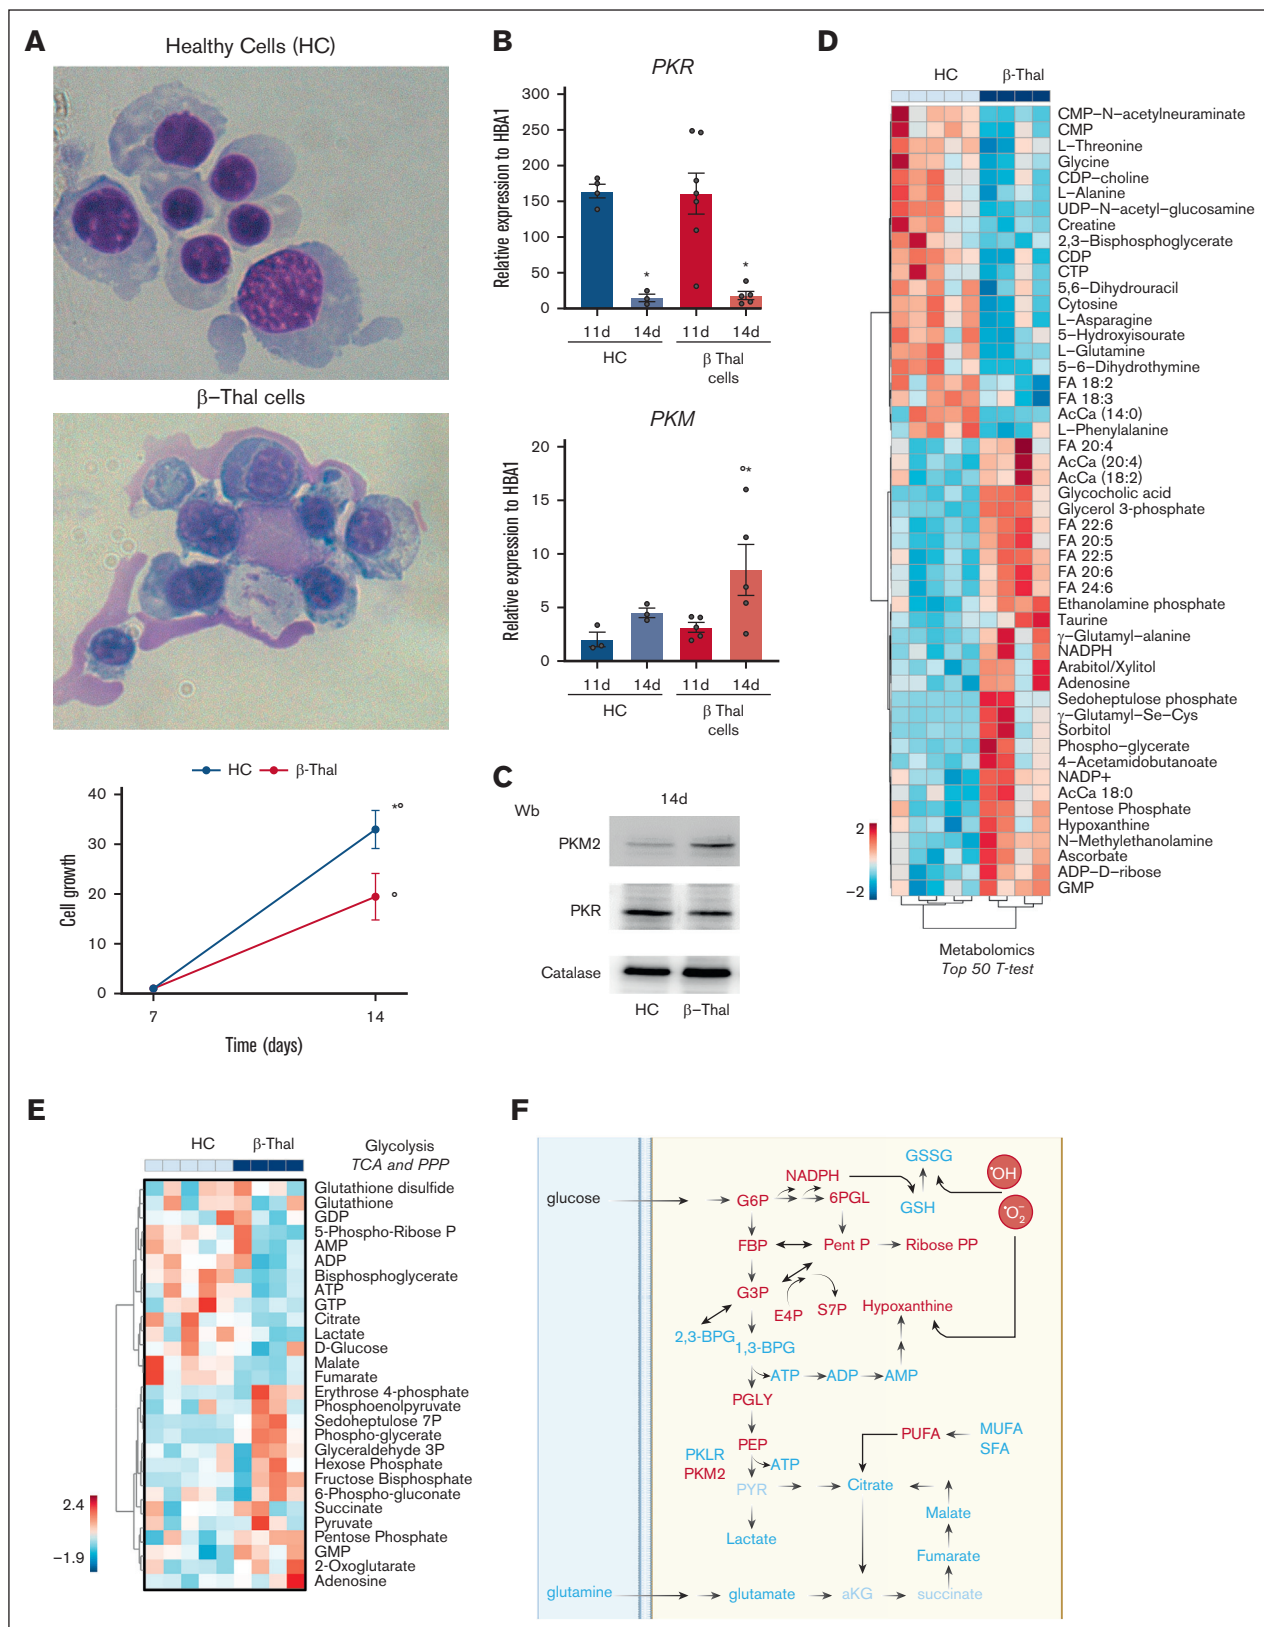 A
Healthy Cells (HC)
β–Thal cells
HC
β–Thal
Cell growth
40
30
20
10
0
*°
°
7
14
Time (days)
B
PKR
Relative expression to HBA1
300
250
200
150
100
50
0
*
*
11d
14d
11d
14d
HC
β Thal
cells
PKM
Relative expression to HBA1
20
15
10
5
0
°*
11d
14d
11d
14d
HC
β Thal
cells
C
Wb
14d
PKM2
PKR
Catalase
HC
β–Thal
D
HC
β-Thal
CMP–N–acetylneuraminate
CMP
L–Threonine
Glycine
CDP–choline
L–Alanine
UDP–N–acetyl–glucosamine
Creatine
2,3–Bisphosphoglycerate
CDP
CTP
5,6–Dihydrouracil
Cytosine
L–Asparagine
5–Hydroxyisourate
L–Glutamine
5–6–Dihydrothymine
FA 18:2
FA 18:3
AcCa (14:0)
L–Phenylalanine
FA 20:4
AcCa (20:4)
AcCa (18:2)
Glycocholic acid
Glycerol 3-phosphate
FA 22:6
FA 20:5
FA 22:5
FA 20:6
FA 24:6
Ethanolamine phosphate
Taurine
γ–Glutamyl–alanine
NADPH
Arabitol/Xylitol
Adenosine
Sedoheptulose phosphate
γ–Glutamyl–Se–Cys
Sorbitol
Phospho–glycerate
4–Acetamidobutanoate
NADP+
AcCa 18:0
Pentose Phosphate
Hypoxanthine
N–Methylethanolamine
Ascorbate
ADP–D–ribose
GMP
2
−2
Metabolomics
Top 50 T-test
E
HC
β-Thal
Glycolysis
TCA and PPP
Glutathione disulfide
Glutathione
GDP
5-Phospho-Ribose P
AMP
ADP
Bisphosphoglycerate
ATP
GTP
Citrate
Lactate
D-Glucose
Malate
Fumarate
Erythrose 4-phosphate
Phosphoenolpyruvate
Sedoheptulose 7P
Phospho-glycerate
Glyceraldehyde 3P
Hexose Phosphate
Fructose Bisphosphate
6-Phospho-gluconate
Succinate
Pyruvate
Pentose Phosphate
GMP
2-Oxoglutarate
Adenosine
2.4
−1.9
F
glucose
G6P
NADPH
6PGL
GSSG
GSH
•OH
•O2−
FBP
Pent P
Ribose PP
G3P
E4P
S7P
Hypoxanthine
2,3-BPG
1,3-BPG
ATP
ADP
AMP
PGLY
PEP
PUFA
MUFA
SFA
PKLR
PKM2
ATP
PYR
Citrate
Lactate
Malate
Fumarate
glutamine
glutamate
aKG
succinate